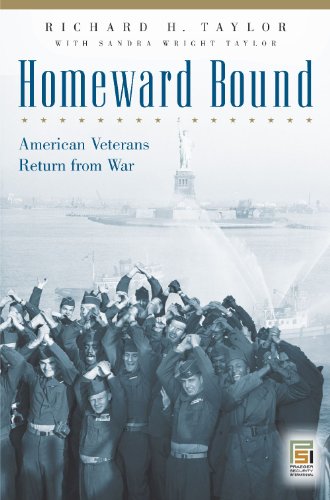 RICHARD H. TAYLOR
WITH SANDRA WRIGHT TAYLOR
Homeward Bound
American Veterans
Return from War
PSI
PRAEGER
SECURITY
INTERNATIONAL